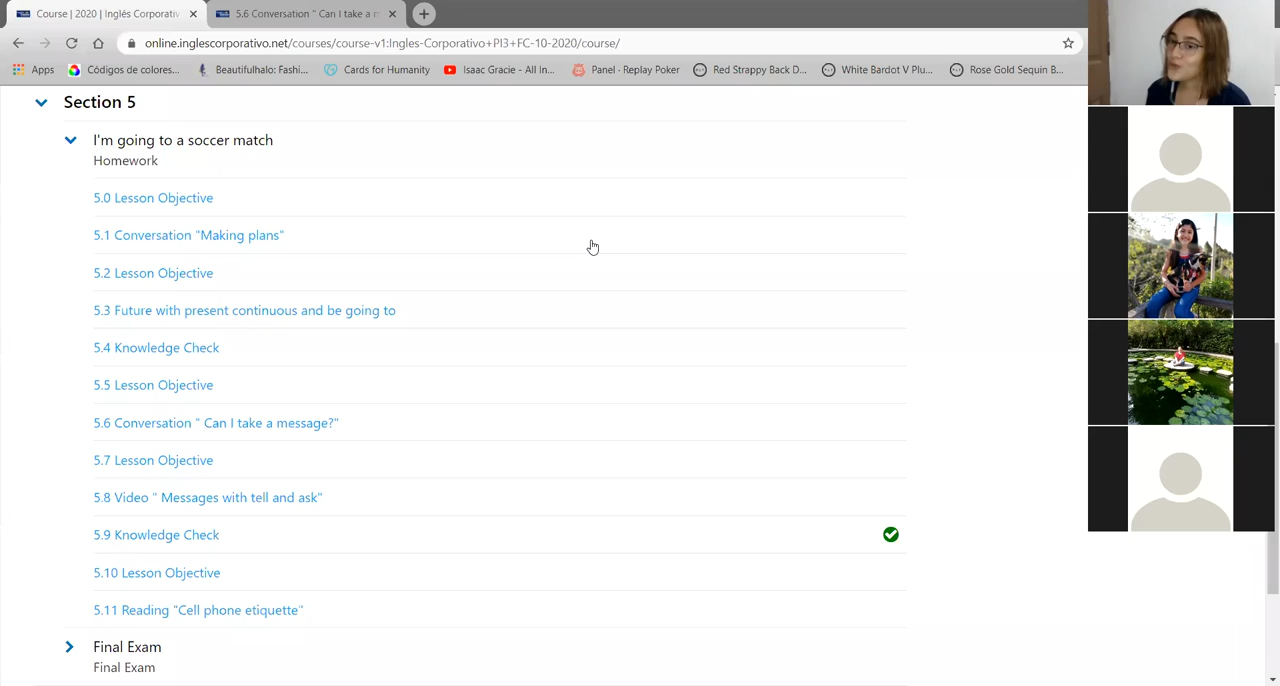 Course | 2020 | Inglés Corporativ
5.6 Conversation " Can I take a m
online.inglescorporativo.net/courses/course-v1:Ingles-Corporativo+PI3+FC-10-2020/course/
Apps
Códigos de colores...
Beautifulhalo: Fashi...
Cards for Humanity
Isaac Gracie - All In...
Panel · Replay Poker
Red Strappy Back D...
White Bardot V Plu...
Rose Gold Sequin B...
Section 5
I'm going to a soccer match
Homework
5.0 Lesson Objective
5.1 Conversation "Making plans"
5.2 Lesson Objective
5.3 Future with present continuous and be going to
5.4 Knowledge Check
5.5 Lesson Objective
5.6 Conversation " Can I take a message?"
5.7 Lesson Objective
5.8 Video " Messages with tell and ask"
5.9 Knowledge Check
5.10 Lesson Objective
5.11 Reading "Cell phone etiquette"
Final Exam
Final Exam